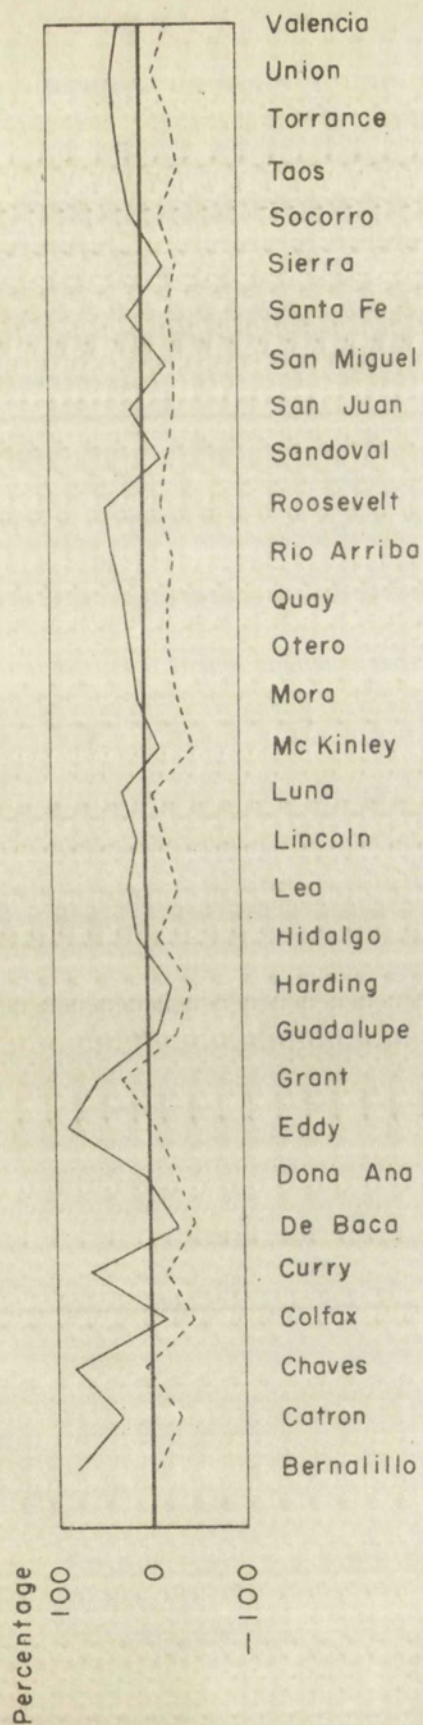 Valencia
Union
Torrance
Taos
Socorro
Sierra
Santa Fe
San Miguel
San Juan
Sandoval
Roosevelt
Rio Arriba
Quay
Otero
Mora
Mc Kinley
Luna
Lincoln
Lea
Hidalgo
Harding
Guadalupe
Grant
Eddy
Dona Ana
De Baca
Curry
Colfax
Chaves
Catron
Bernalillo
Percentage
100
0
-100